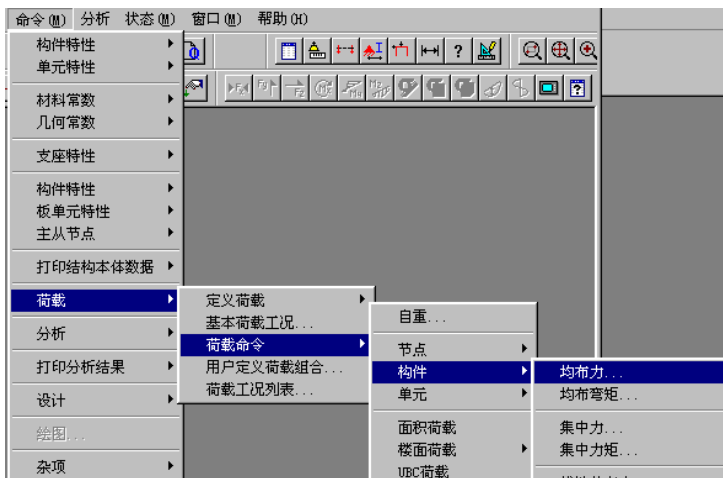 命令(M) 分析 状态(M) 窗口(M) 帮助(H)
构件特性
单元特性
材料常数
几何常数
支座特性
构件特性
板单元特性
主从节点
打印结构本体数据
荷载
分析
打印分析结果
设计
绘图...
杂项
定义荷载
基本荷载工况...
荷载命令
用户定义荷载组合...
荷载工况列表...
自重...
节点
构件
单元
面积荷载
楼面荷载
UBC荷载
均布力...
均布弯矩...
集中力...
集中力矩...